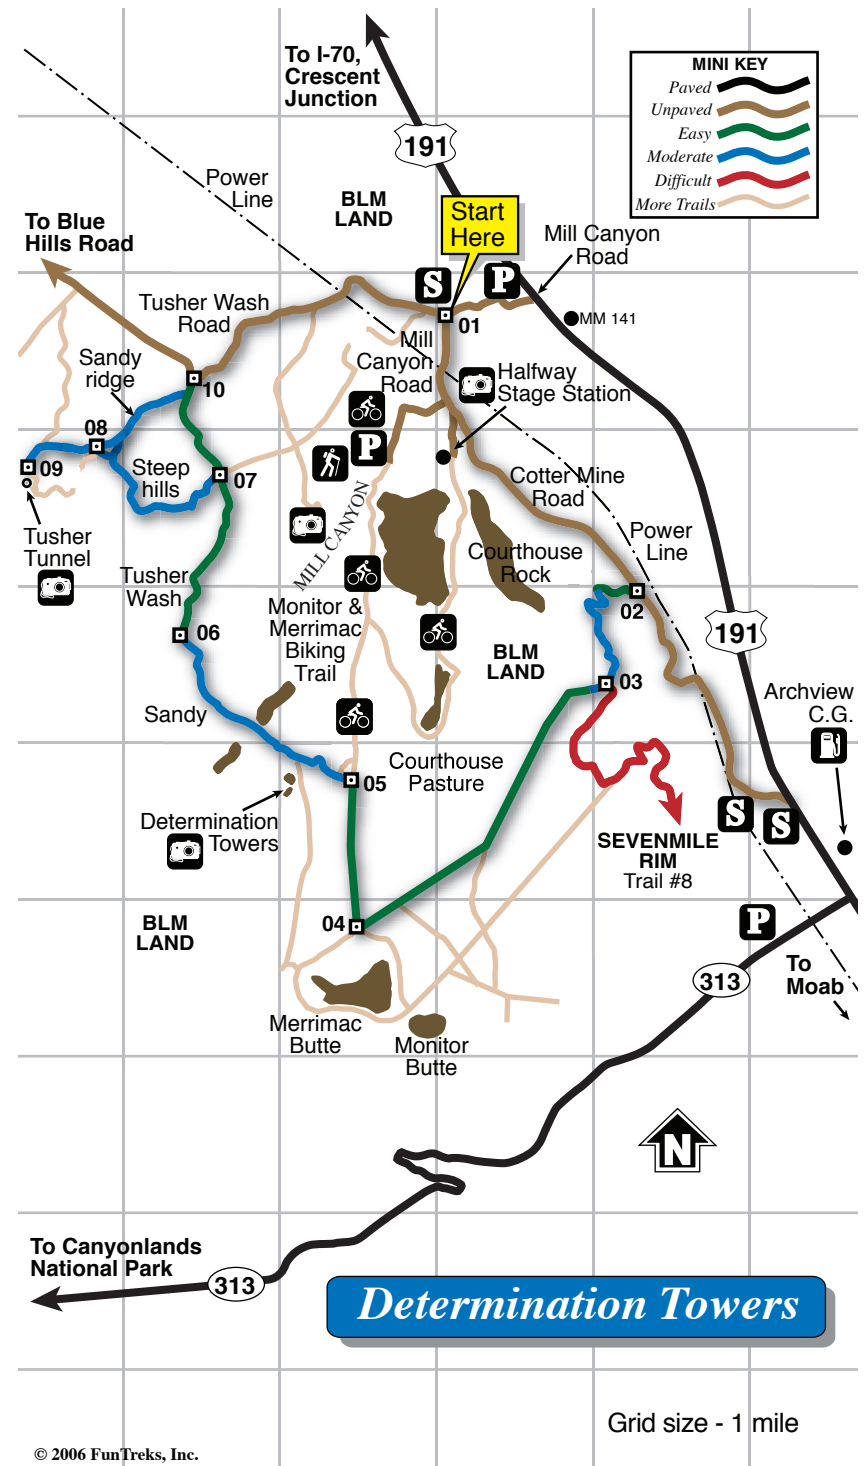 To I-70,
Crescent
Junction
191
MINI KEY
Paved
Unpaved
Easy
Moderate
Difficult
More Trails
Power
Line
BLM
LAND
Start
Here
To Blue
Hills Road
Mill Canyon
Road
S
P
Tusher Wash
Road
01
MM 141
Mill
Canyon
Road
Sandy
ridge
10
Halfway
Stage Station
08
P
09
Steep
hills
07
Cotter Mine
Road
MILL CANYON
Tusher
Tunnel
Power
Line
Courthouse
Rock
Tusher
Wash
Monitor &
Merrimac
Biking
Trail
02
06
191
BLM
LAND
03
Archview
C.G.
Sandy
Courthouse
Pasture
05
S
S
Determination
Towers
SEVENMILE
RIM
Trail #8
BLM
LAND
04
P
To
Moab
313
Merrimac
Butte
Monitor
Butte
N
To Canyonlands
National Park
313
Determination Towers
Grid size - 1 mile
© 2006 FunTreks, Inc.